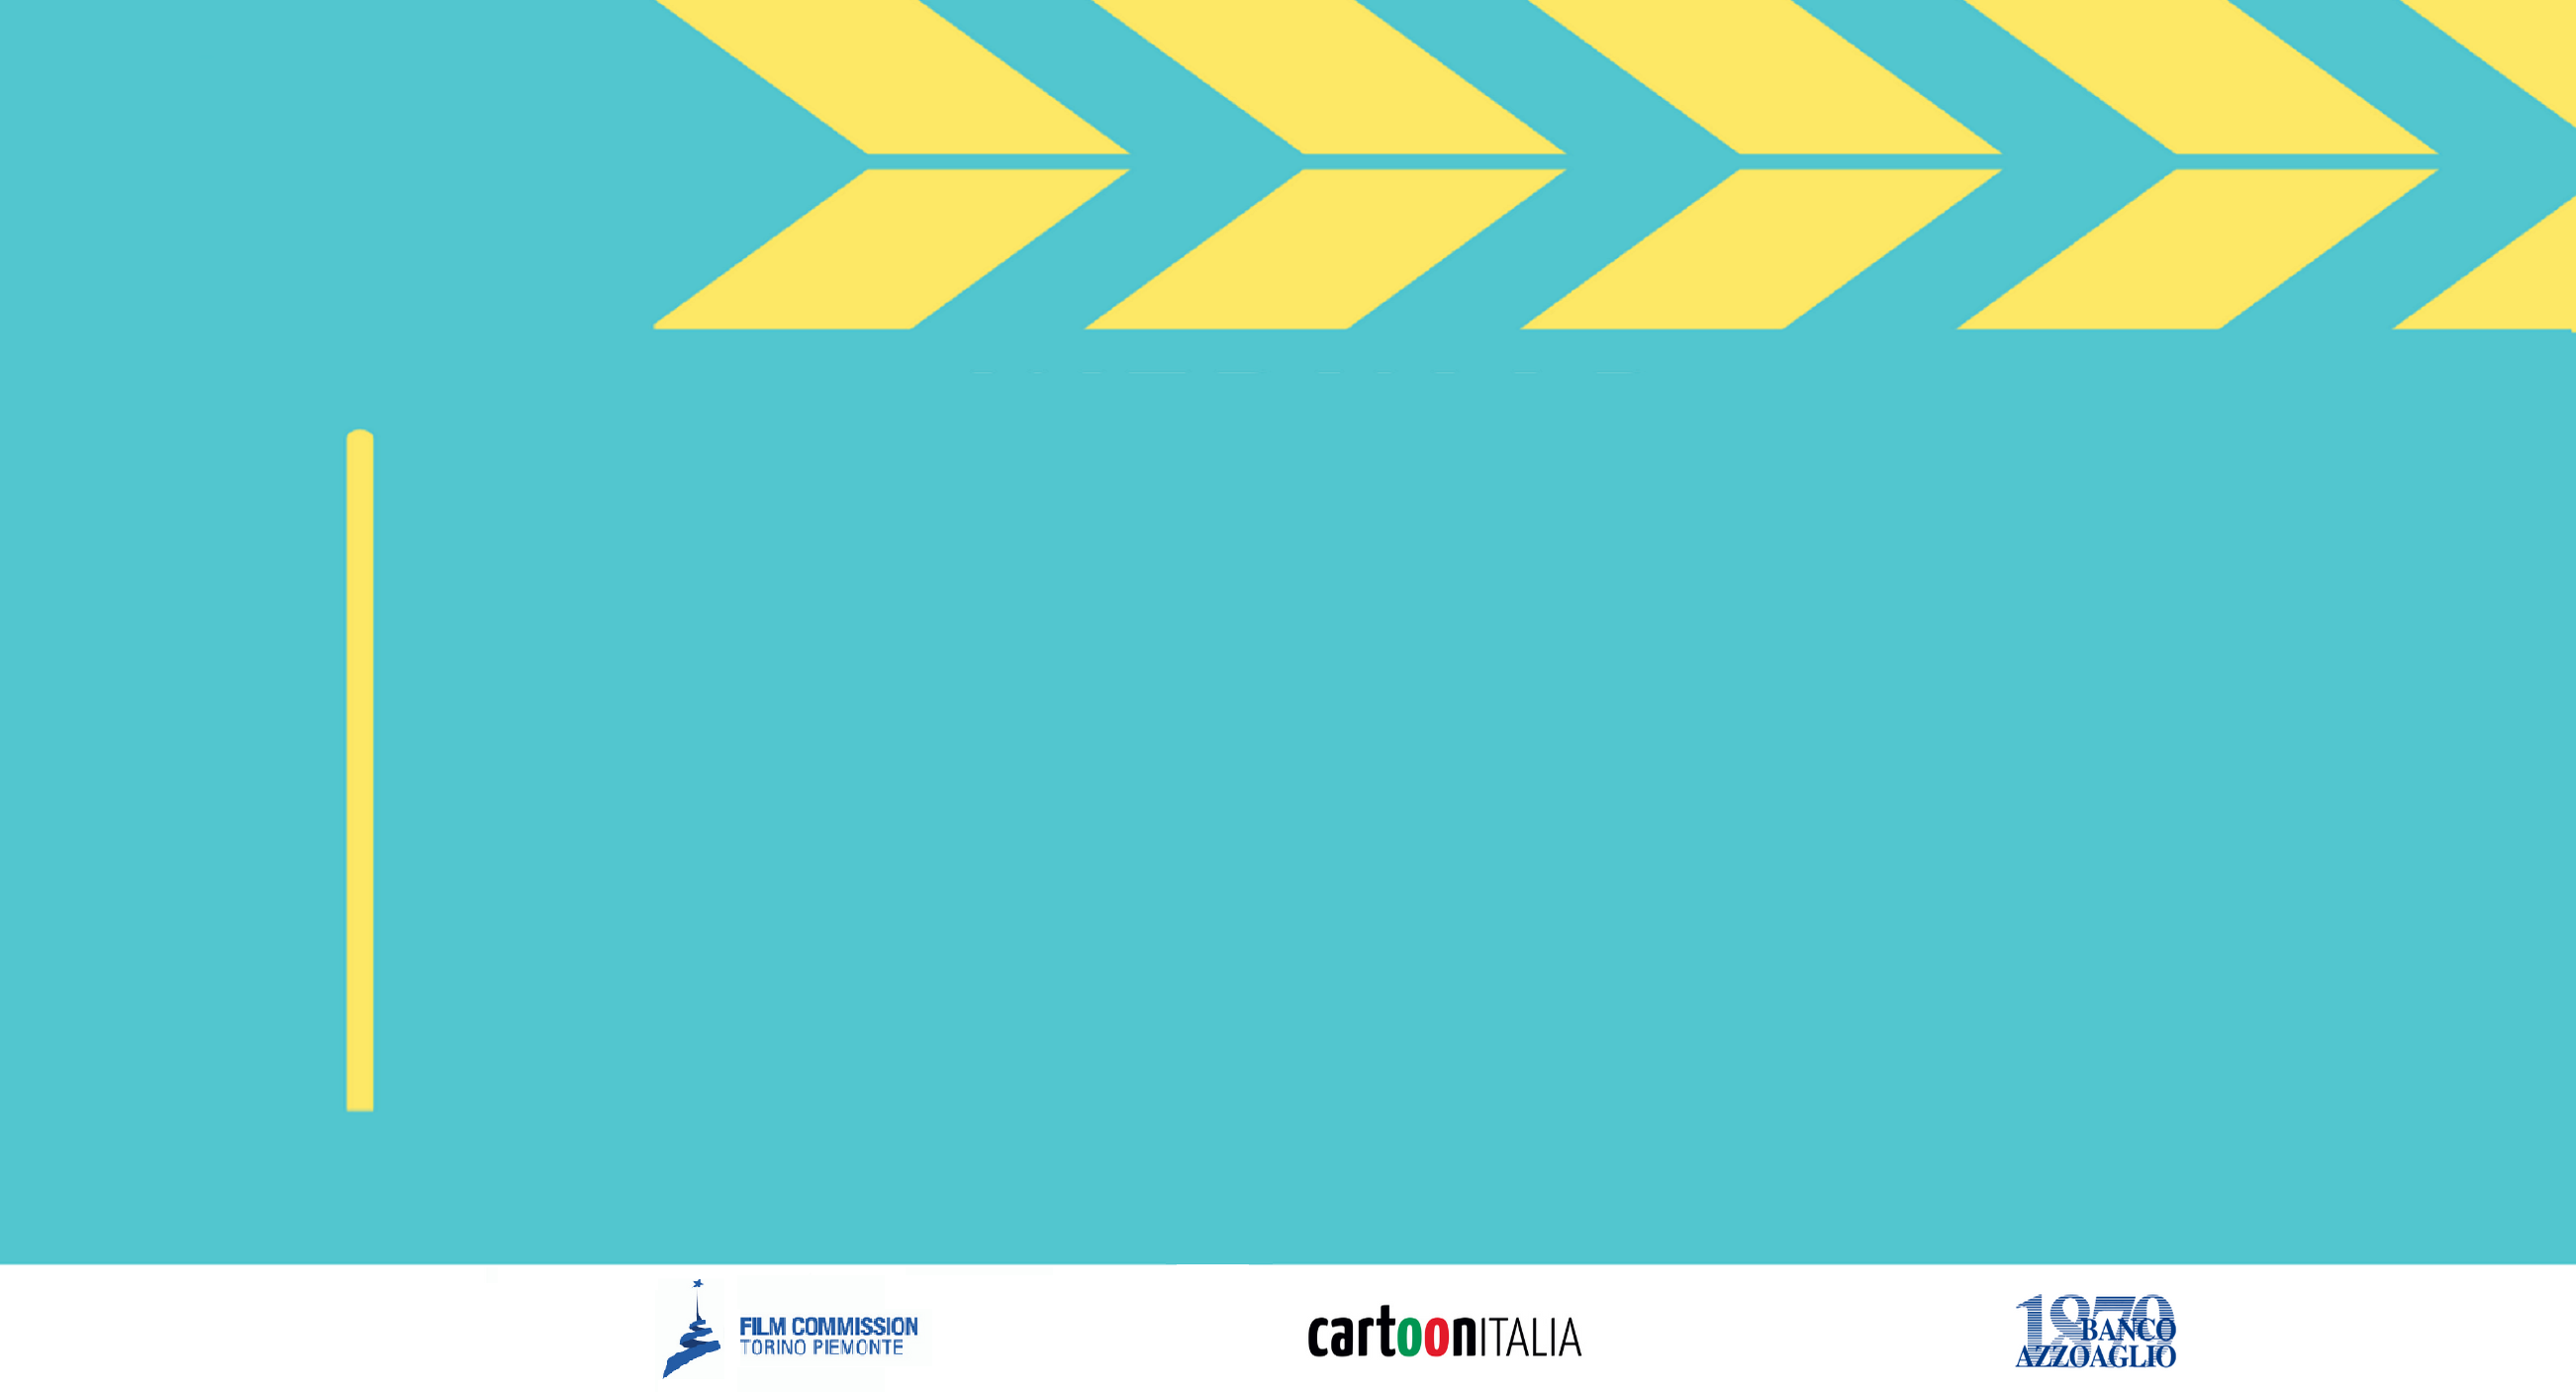 FILM COMMISSION
TORINO PIEMONTE
cartoonITALIA
1870
BANCO
AZZOAGLIO